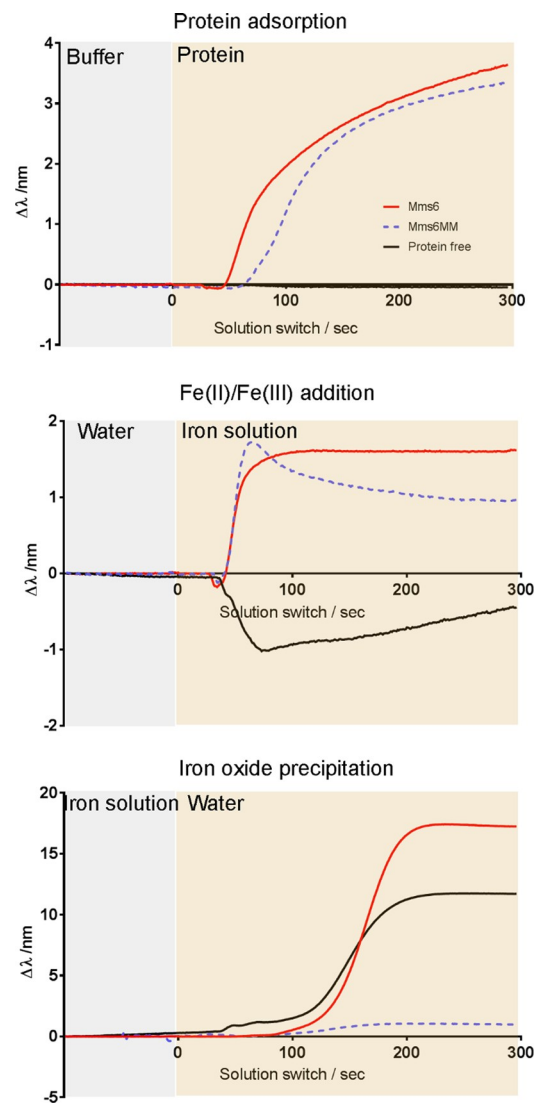 Protein adsorption
4
Buffer
Protein
3
2
1
0
-1
Δλ /nm
Mms6
Mms6MM
Protein free
0
100
200
300
Solution switch / sec
Fe(II)/Fe(III) addition
2
Water
Iron solution
1
0
-1
-2
Δλ /nm
0
100
200
300
Solution switch / sec
Iron oxide precipitation
20
Iron solution
Water
15
10
5
0
-5
Δλ /nm
0
100
200
300
Solution switch / sec